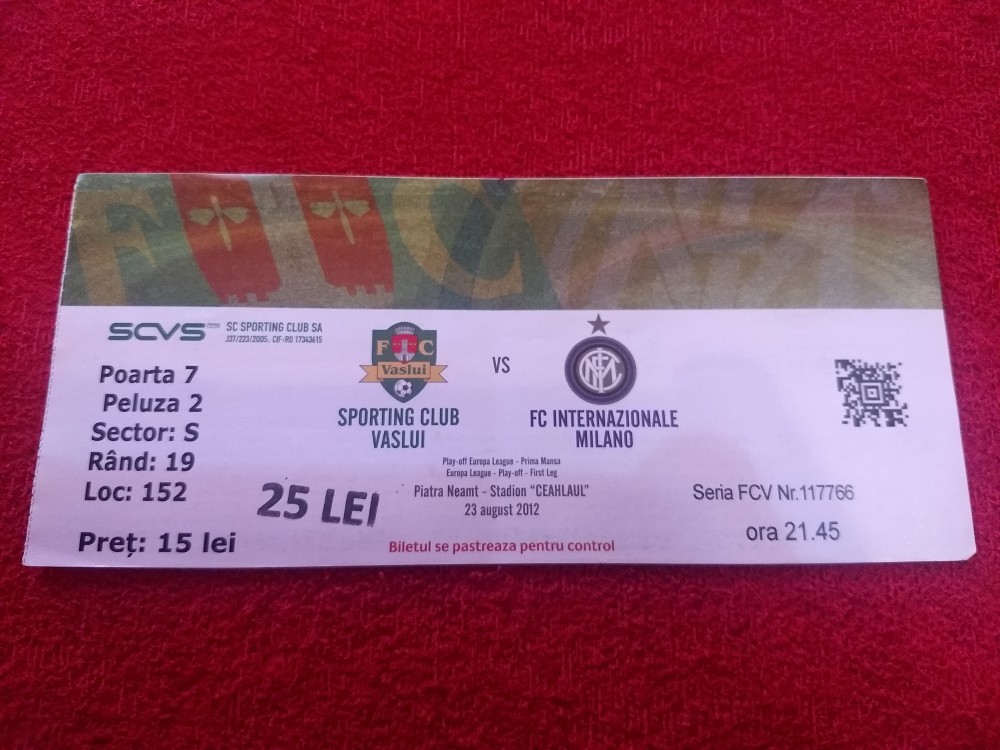 FC
SCVS
SC SPORTING CLUB SA
J37/223/2005, CIF: RO 17343615
Poarta 7
Peluza 2
Sector: S
Rând: 19
Loc: 152
Preț: 15 lei
25 LEI
F C
Vaslui
SPORTING CLUB
VASLUI
VS
FC INTERNAZIONALE
MILANO
Play-off Europa League - Prima Mansa
Europa League - Play-off - First Leg
Piatra Neamt - Stadion "CEAHLAUL"
23 august 2012
Biletul se pastreaza pentru control
Seria FCV Nr.117766
ora 21.45